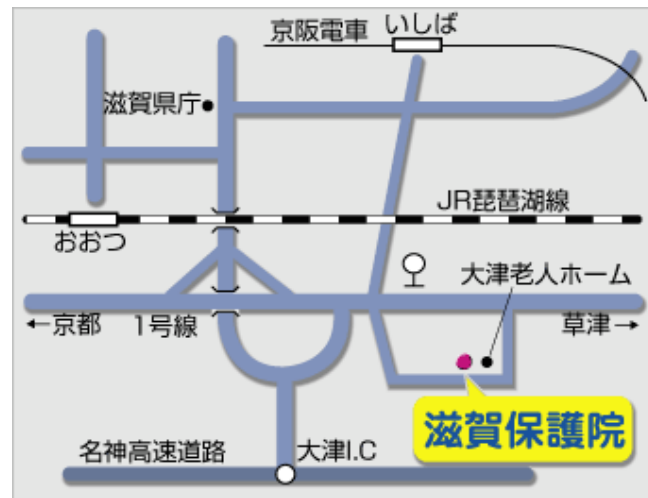 京阪電車
いしば
滋賀県庁
JR琵琶湖線
おおつ
大津老人ホーム
←京都
1号線
草津→
滋賀保護院
名神高速道路
大津I.C